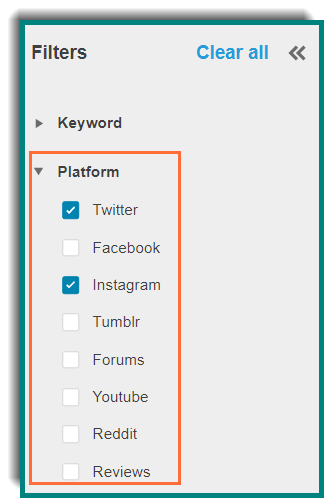 Filters Clear all
Keyword
Platform
Twitter
Facebook
Instagram
Tumblr
Forums
Youtube
Reddit
Reviews